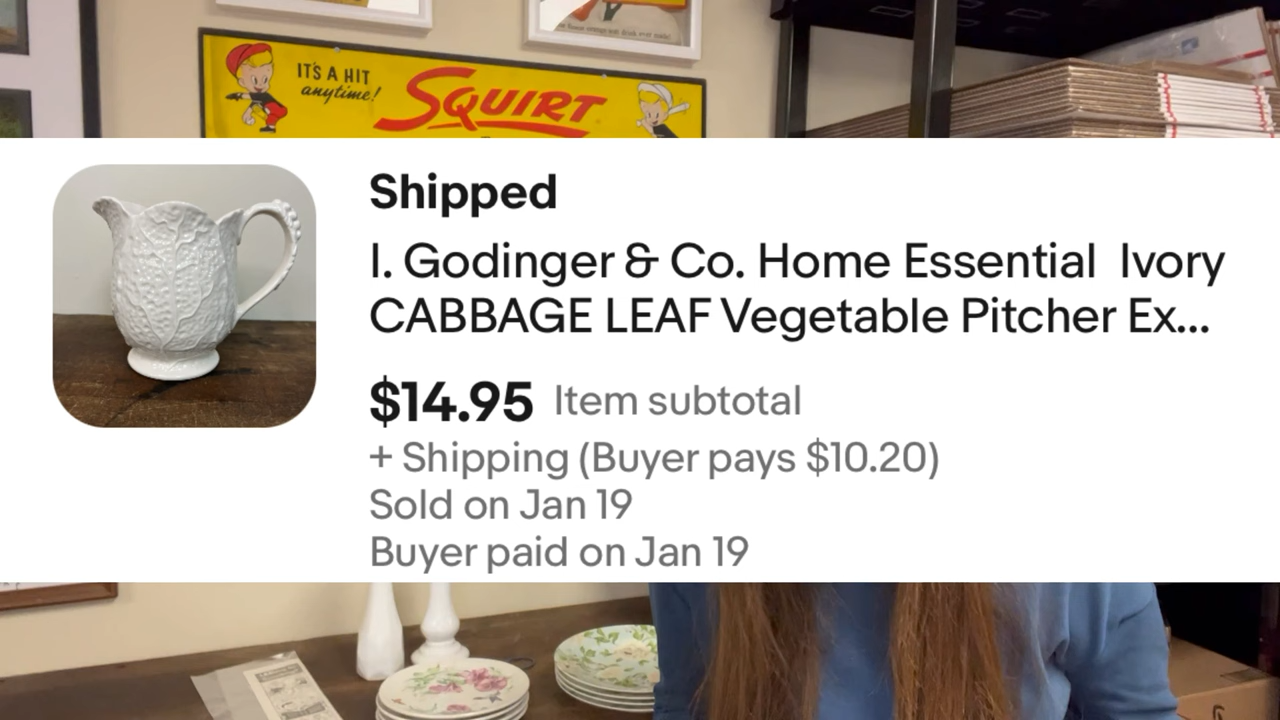 IT'S A HIT
anytime!
SQUIRT
Shipped
I. Godinger & Co. Home Essential Ivory
CABBAGE LEAF Vegetable Pitcher Ex...
$14.95 Item subtotal
+ Shipping (Buyer pays $10.20)
Sold on Jan 19
Buyer paid on Jan 19